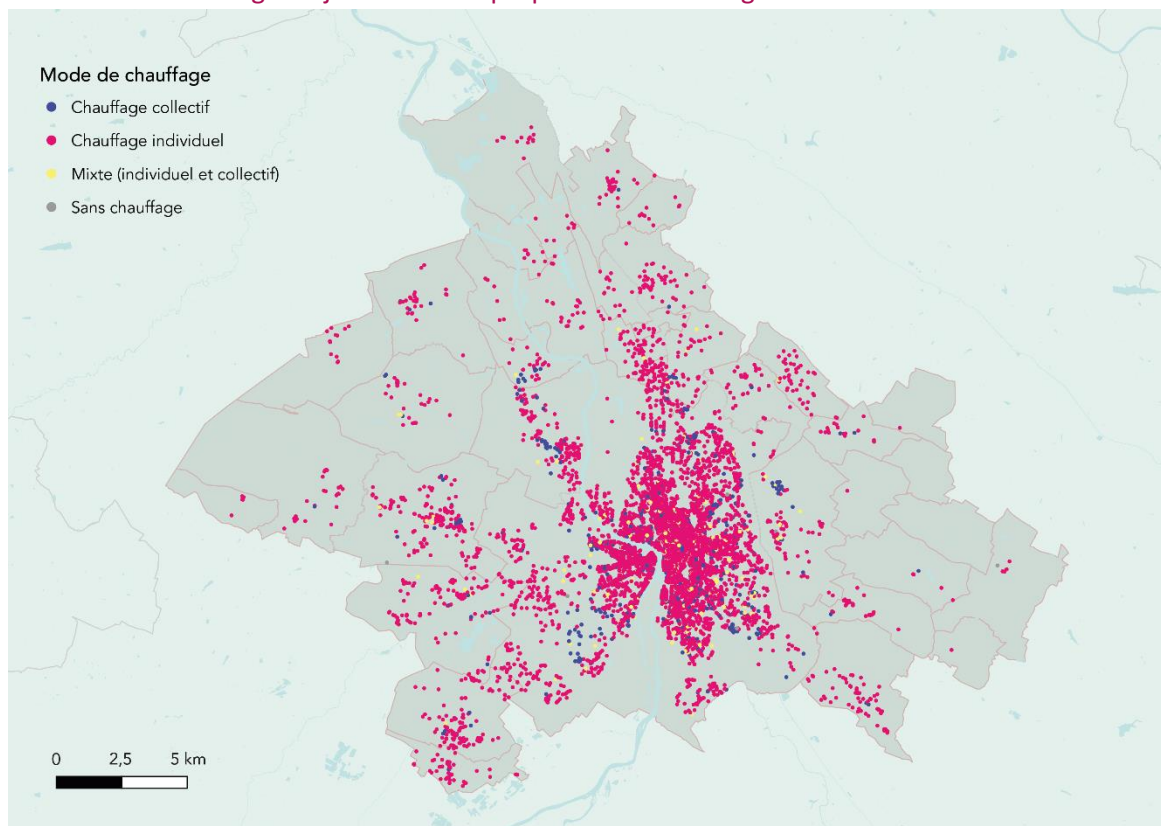 Mode de chauffage
Chauffage collectif
Chauffage individuel
Mixte (individuel et collectif)
Sans chauffage
0 2,5 5 km